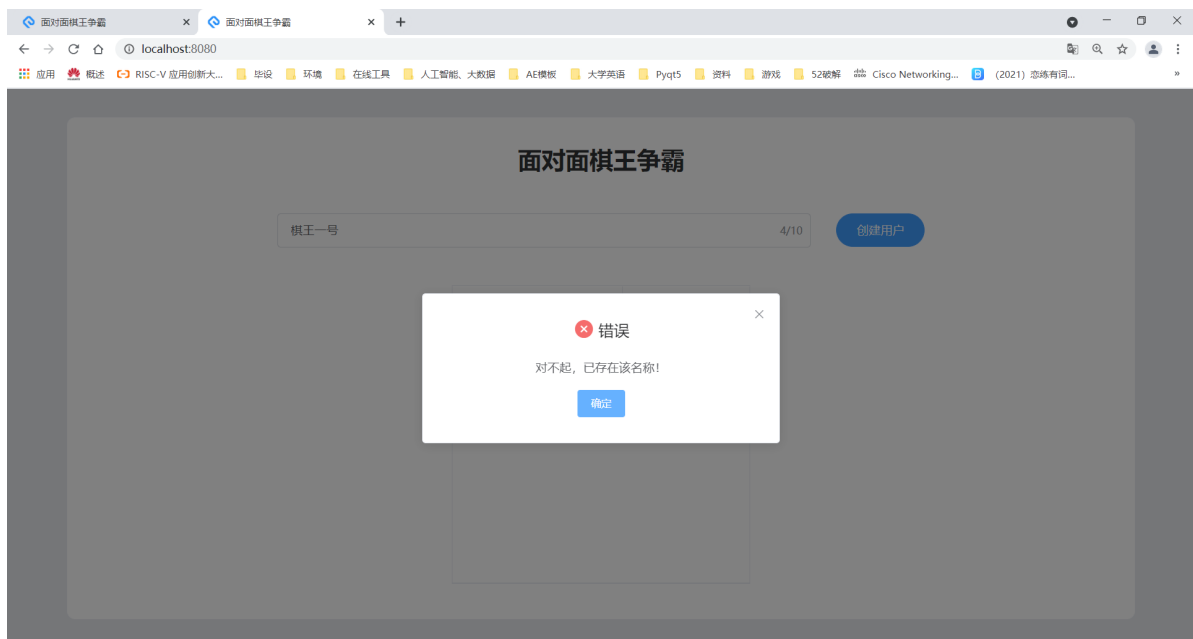 面对面棋王争霸
面对面棋王争霸
localhost:8080
应用 概述 RISC-V 应用创新大... 毕设 环境 在线工具 人工智能、大数据 AE模板 大学英语 Pyqt5 资料 游戏 52破解 Cisco Networking... (2021) 恋练有词... »
面对面棋王争霸
棋王一号 4/10 创建用户
错误
对不起，已存在该名称！
确定